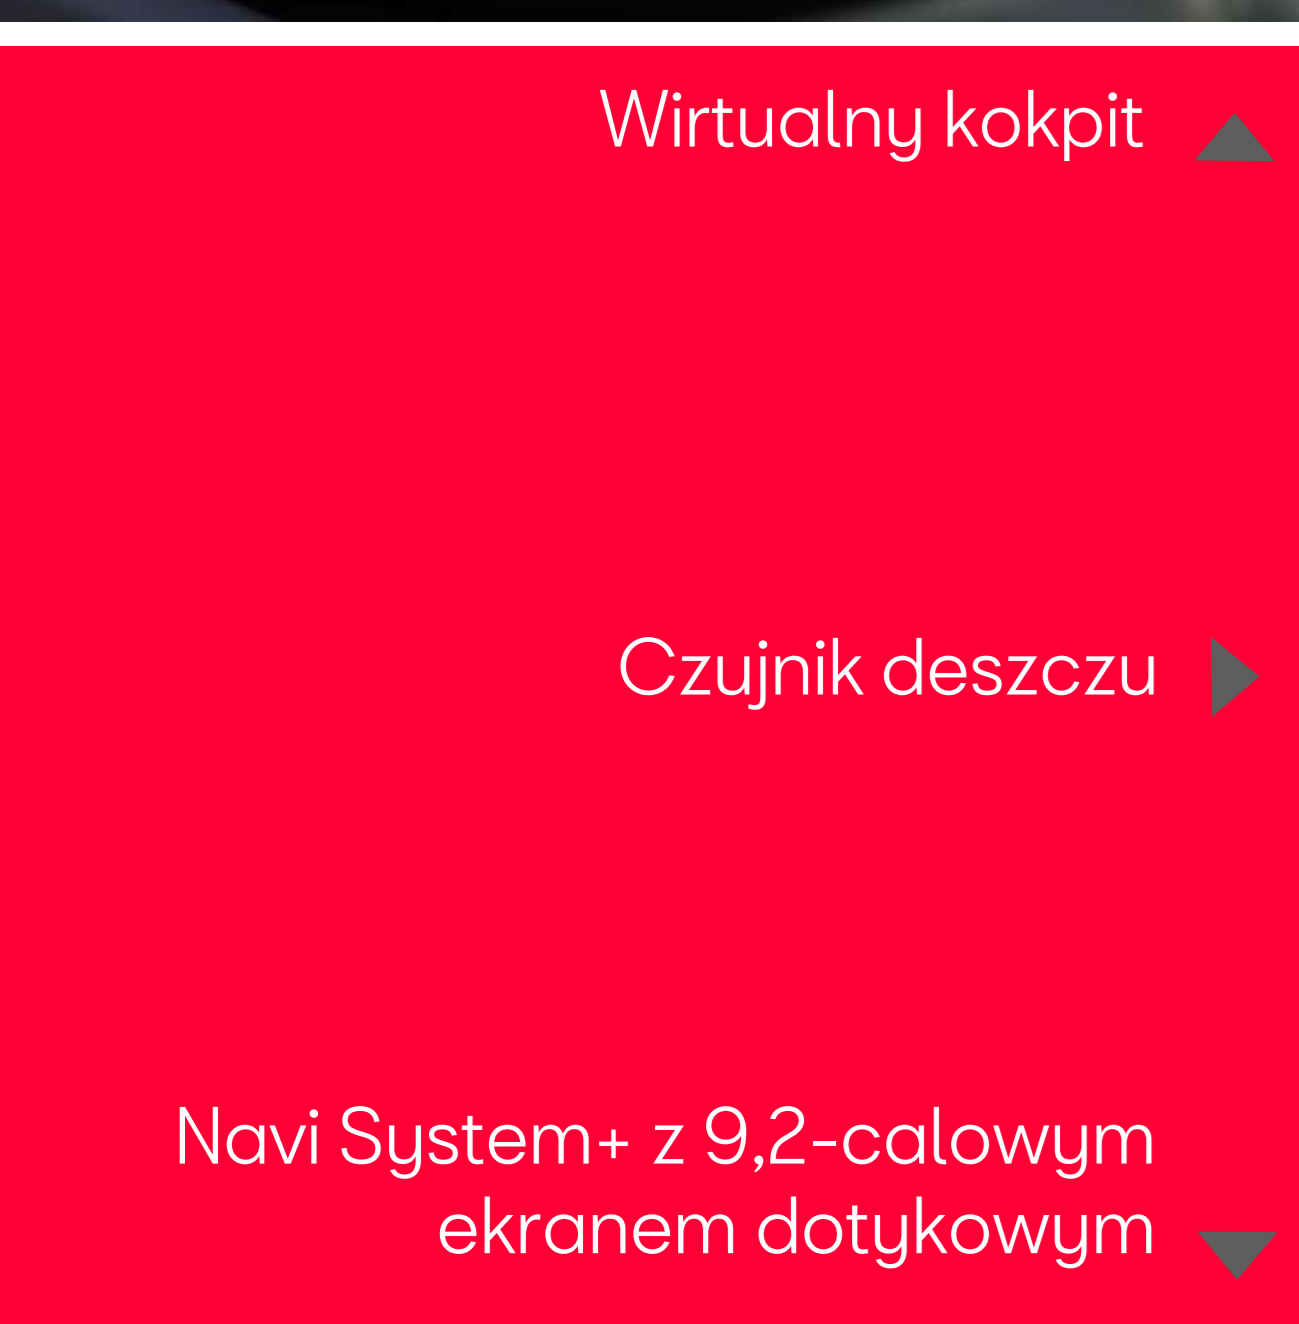 Wirtualny kokpit
Czujnik deszczu
Navi System+ z 9,2-calowym
ekranem dotykowym